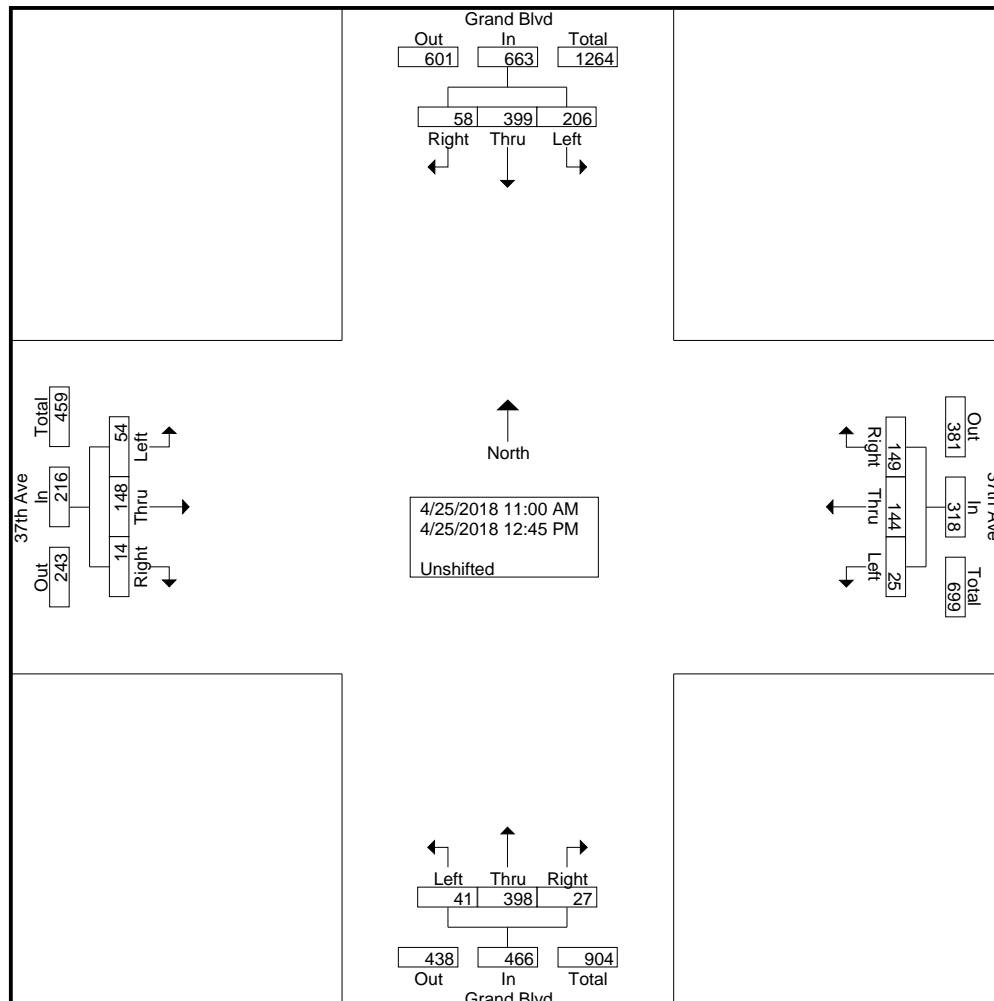 Grand Blvd
Out In Total
601 663 1264
58 399 206
Right Thru Left
37th Ave
Total In Out
459 216 243
54 148 14
Left Thru Right
North
4/25/2018 11:00 AM
4/25/2018 12:45 PM
Unshifted
Right Thru Left
149 144 25
381 318 699
Out In Total
37th Ave
Left Thru Right
41 398 27
438 466 904
Out In Total
Grand Blvd